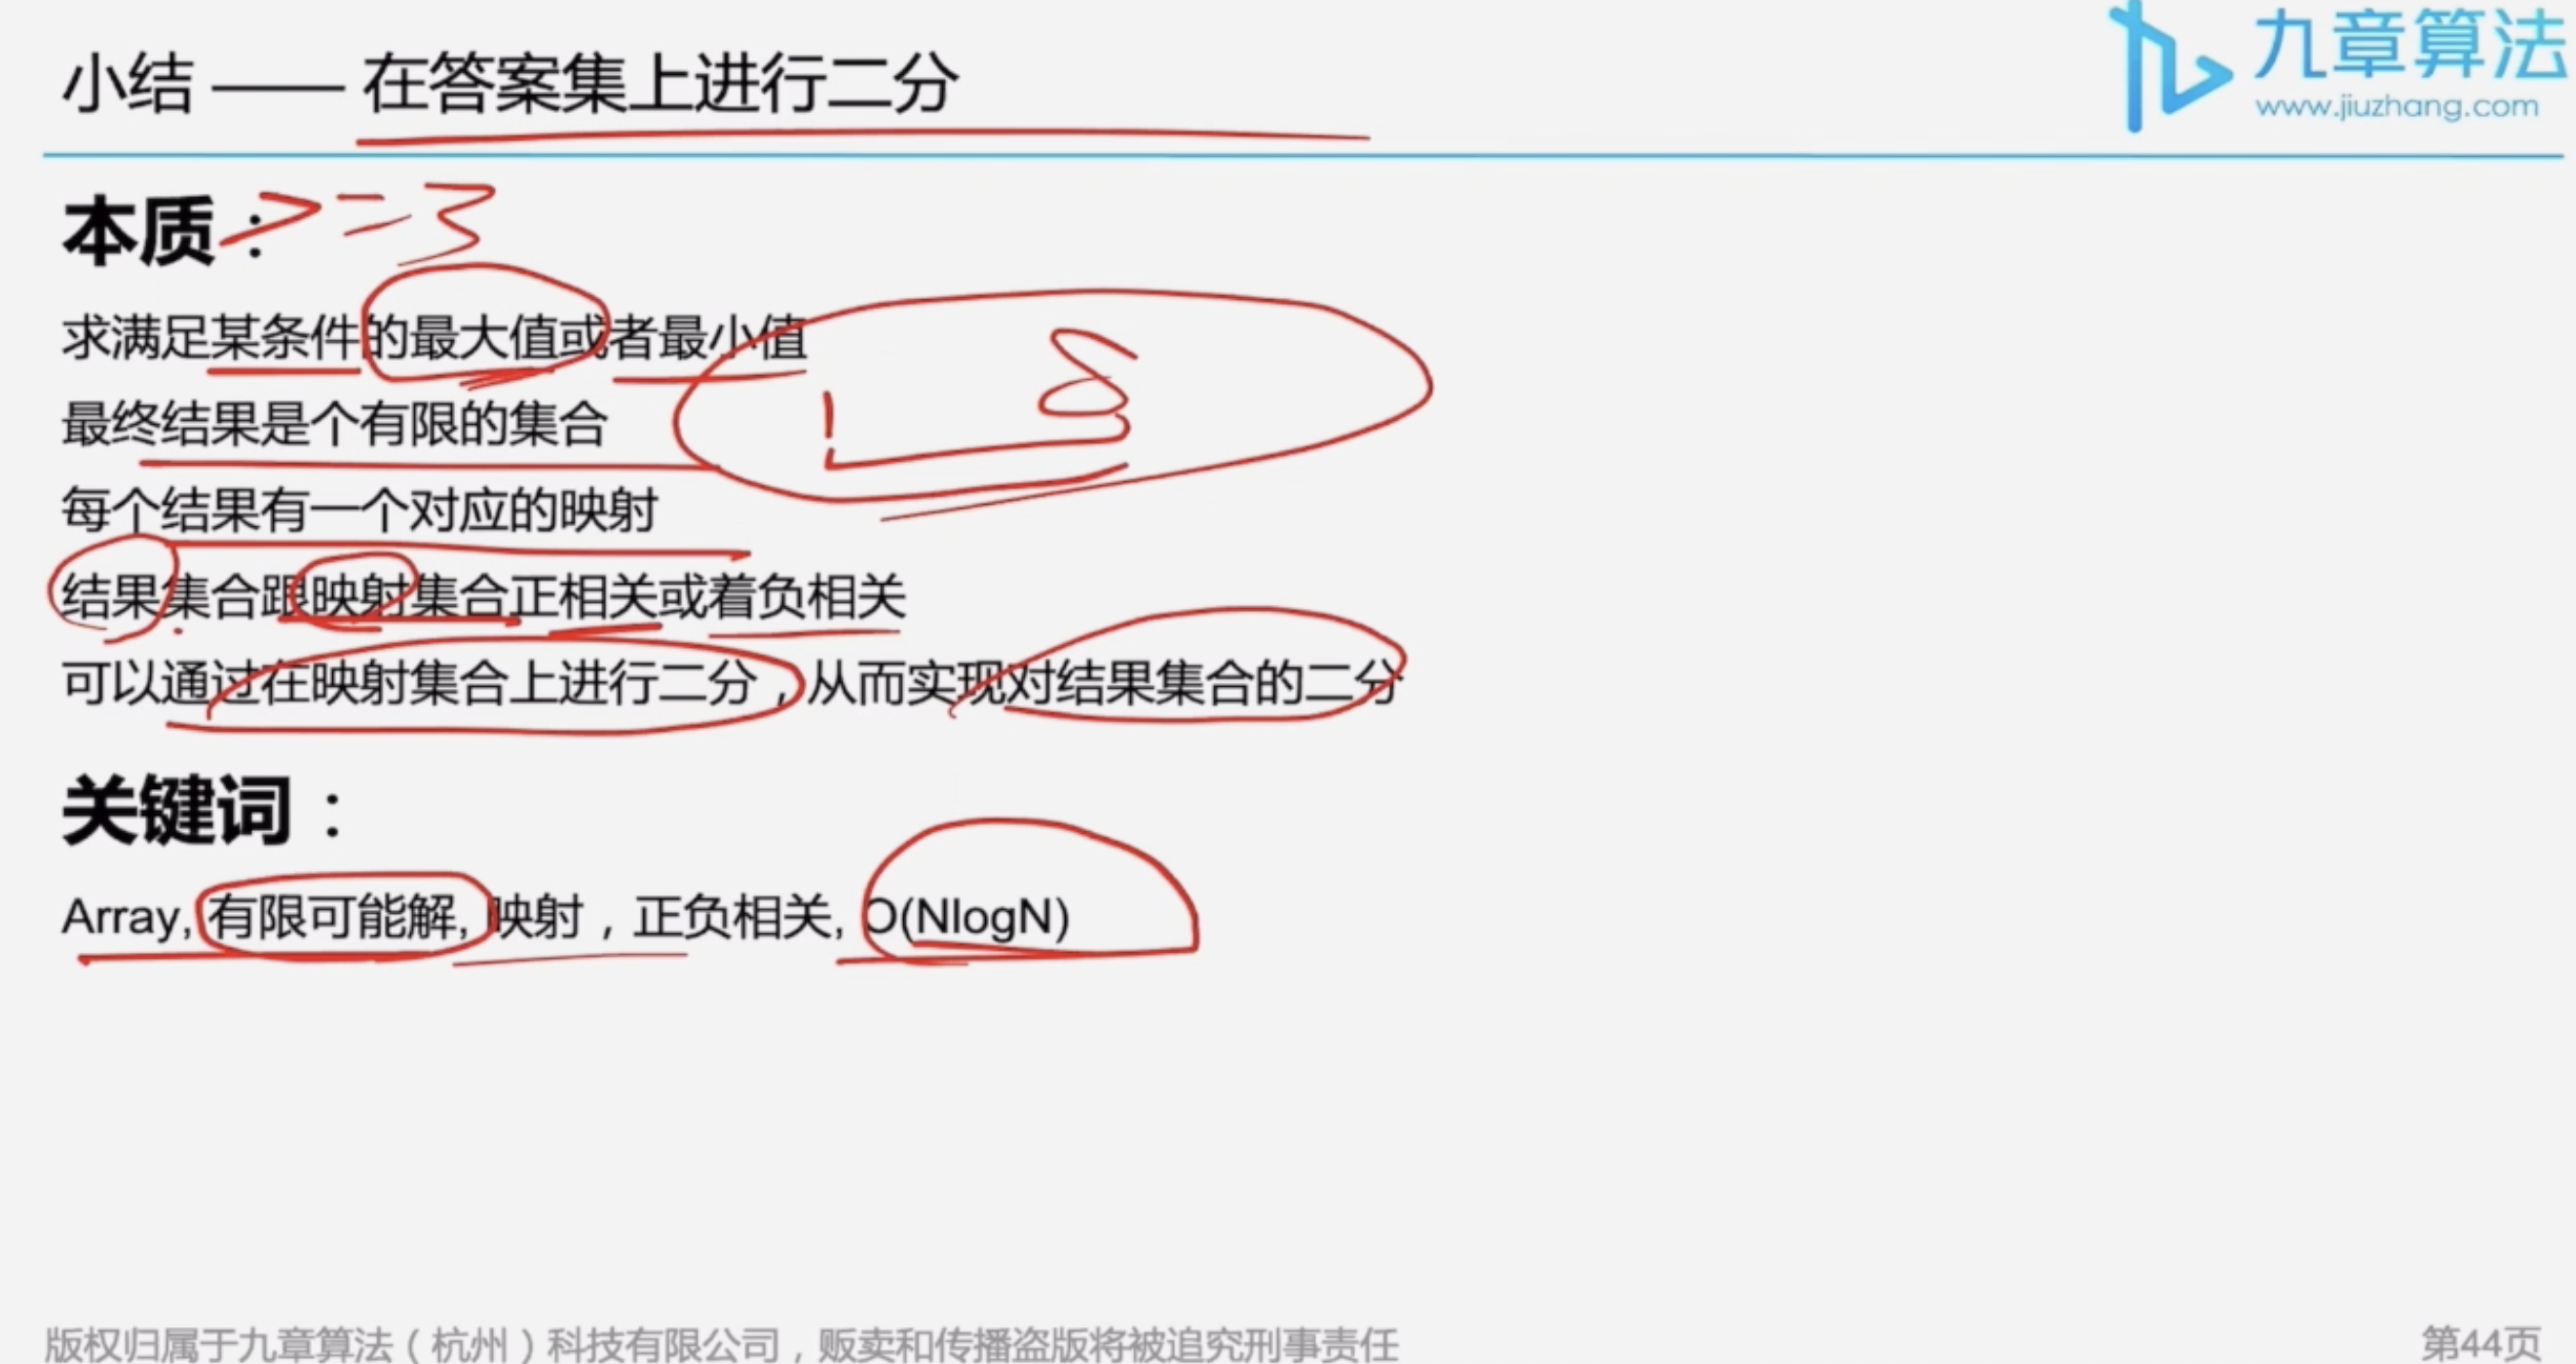 小结 —— 在答案集上进行二分
九章算法
www.jiuzhang.com
本质：
>=3
求满足某条件的最大值或者最小值
最终结果是个有限的集合
每个结果有一个对应的映射
结果集合跟映射集合正相关或着负相关
可以通过在映射集合上进行二分，从而实现对结果集合的二分
关键词：
Array, 有限可能解, 映射，正负相关, O(NlogN)
版权归属于九章算法（杭州）科技有限公司，贩卖和传播盗版将被追究刑事责任
第44页